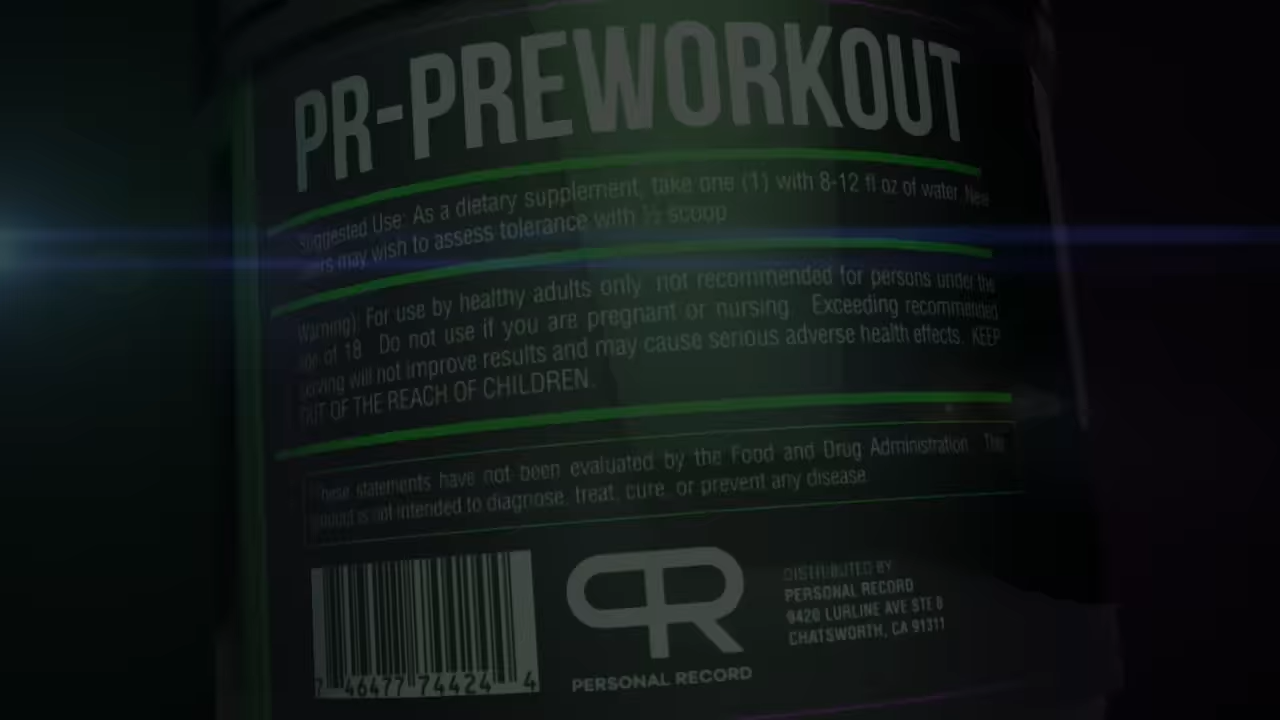 PR-PREWORKOUT
Suggested Use: As a dietary supplement, take one (1) with 8-12 fl oz of water New
may wish to assess tolerance with ½ scoop
Warning): For use by healthy adults only not recommended for persons under the
age of 18 Do not use if you are pregnant or nursing. Exceeding recommended
serving will not improve results and may cause serious adverse health effects. KEEP
OUT OF THE REACH OF CHILDREN.
These statements have not been evaluated by the Food and Drug Administration. This
product is not intended to diagnose, treat, cure, or prevent any disease.
7 46477 74424 4
PR
PERSONAL RECORD
DISTRIBUTED BY
PERSONAL RECORD
9420 LURLINE AVE STE B
CHATSWORTH, CA 91311